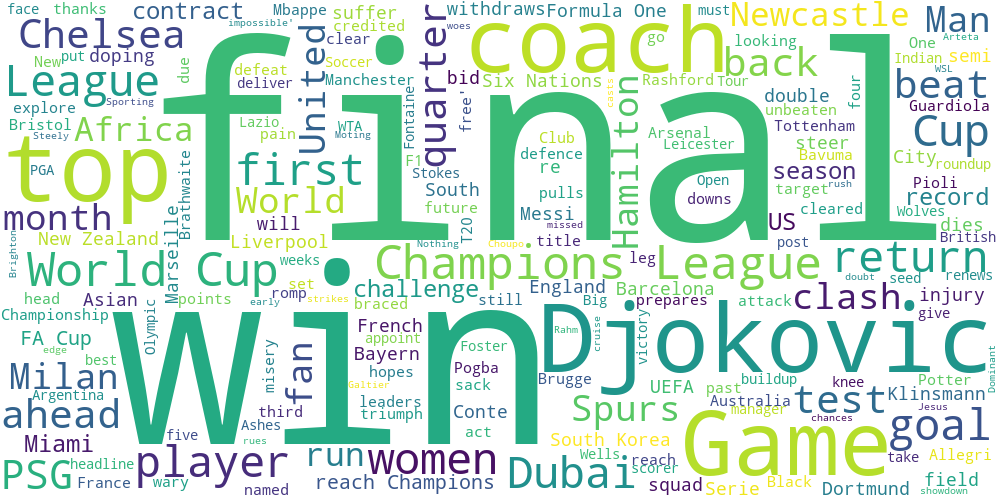 face thanks
contract
Mbappe
impossible'
suffer
credited
withdraws
Formula One
woes
must
Arteta
Newcastle
Man
Chelsea
New
put
doping
due
clear
defeat
deliver
Soccer
Manchester
bid
coach
go
looking
back
One
Indian
semi
League
explore
Bristol
Sporting
Steely
United
quarter
Six Nations
Rashford
Tour
double
unbeaten
four
WSL
beat
Guardiola
Africa
Lazio
pain
WTA
Moting
Fontaine
free'
F1
Stokes
Club
defence
re
casts
Hamilton
Arsenal
Leicester
Tottenham
steer
Bavuma
City
Cup
roundup
top
final
PGA
first
Brathwaite
South
future
T20
pulls
Messi
missed
title
Open
downs
season
target
rush
cleared
Pioli
record
Wolves
month
World
will
US
post
dies
British
New Zealand
Liverpool
Nothing
Choupo
leg
Brighton
World Cup
Marseille
weeks
Champions League
return
doubt
seed
renews
head
Asian
points
set
romp
early
strikes
challenge
braced
still
England
Big
Barcelona
prepares
attack
clash
injury
give
Championship
Olympic
FA Cup
edge
best
misery
fan
win
French
appoint
Bayern
hopes
Foster
Pogba
sack
Rahm
cruise
victory
Djokovic
buildup
knee
Potter
Dominant
Milan
Argentina
third
Ashes
Galtier
leaders
triumph
Conte
act
Brugge
UEFA
past
Australia
manager
test
chances
Klinsmann
Jesus
ahead
Miami
five
rues
Spurs
South Korea
Game
goal
take
Allegri
showdown
PSG
headline
France
wary
player
named
run
women
reach Champions
Dubai
Wells
reach
scorer
squad
Serie
Black
Dortmund
field